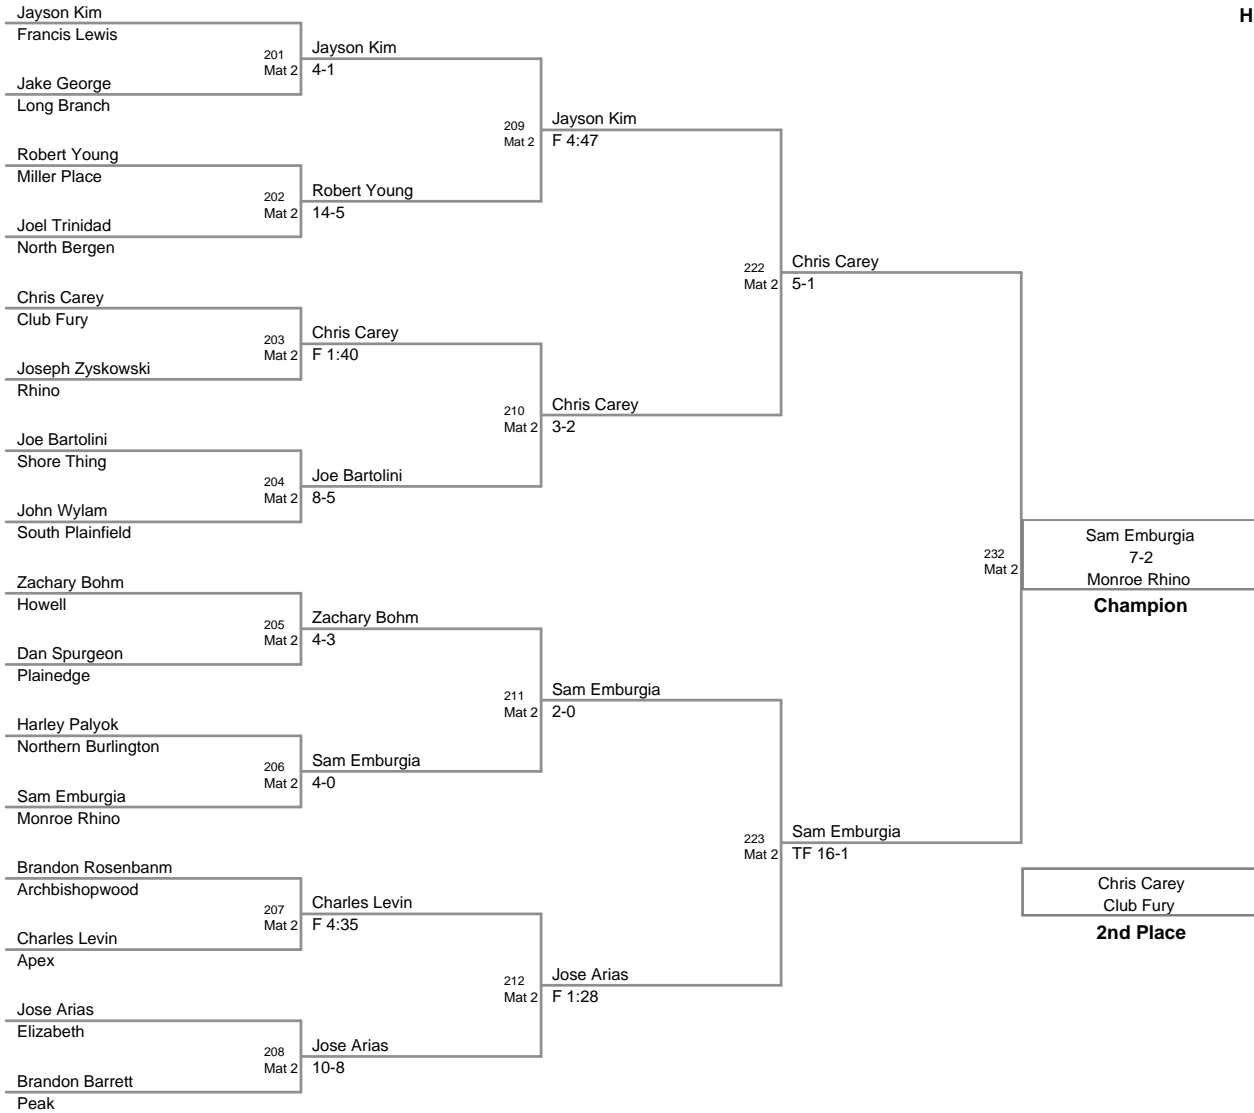 Jayson Kim
Francis Lewis
201
Mat 2
Jayson Kim
4-1
Jake George
Long Branch
209
Mat 2
Jayson Kim
F 4:47
Robert Young
Miller Place
202
Mat 2
Robert Young
14-5
Joel Trinidad
North Bergen
222
Mat 2
Chris Carey
5-1
Chris Carey
Club Fury
203
Mat 2
Chris Carey
F 1:40
Joseph Zyskowski
Rhino
210
Mat 2
Chris Carey
3-2
Joe Bartolini
Shore Thing
204
Mat 2
Joe Bartolini
8-5
John Wylam
South Plainfield
232
Mat 2
Sam Emburgia
7-2
Monroe Rhino
Champion
Zachary Bohm
Howell
205
Mat 2
Zachary Bohm
4-3
Dan Spurgeon
Plainedge
211
Mat 2
Sam Emburgia
2-0
Harley Palyok
Northern Burlington
206
Mat 2
Sam Emburgia
4-0
Sam Emburgia
Monroe Rhino
223
Mat 2
Sam Emburgia
TF 16-1
Brandon Rosenbanm
Archbishopwood
207
Mat 2
Charles Levin
F 4:35
Charles Levin
Apex
212
Mat 2
Jose Arias
F 1:28
Jose Arias
Elizabeth
208
Mat 2
Jose Arias
10-8
Brandon Barrett
Peak
Chris Carey
Club Fury
2nd Place
H